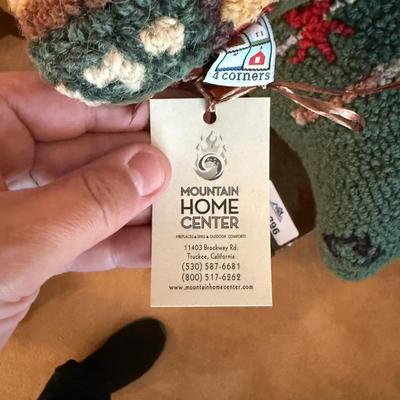 4 corners
MOUNTAIN
HOME
CENTER
FIREPLACES ▲ SPAS ▲ OUTDOOR COMFORTS
11403 Brockway Rd.
Truckee, California
(530) 587-6681
(800) 517-6262
www.mountainhomecenter.com
296